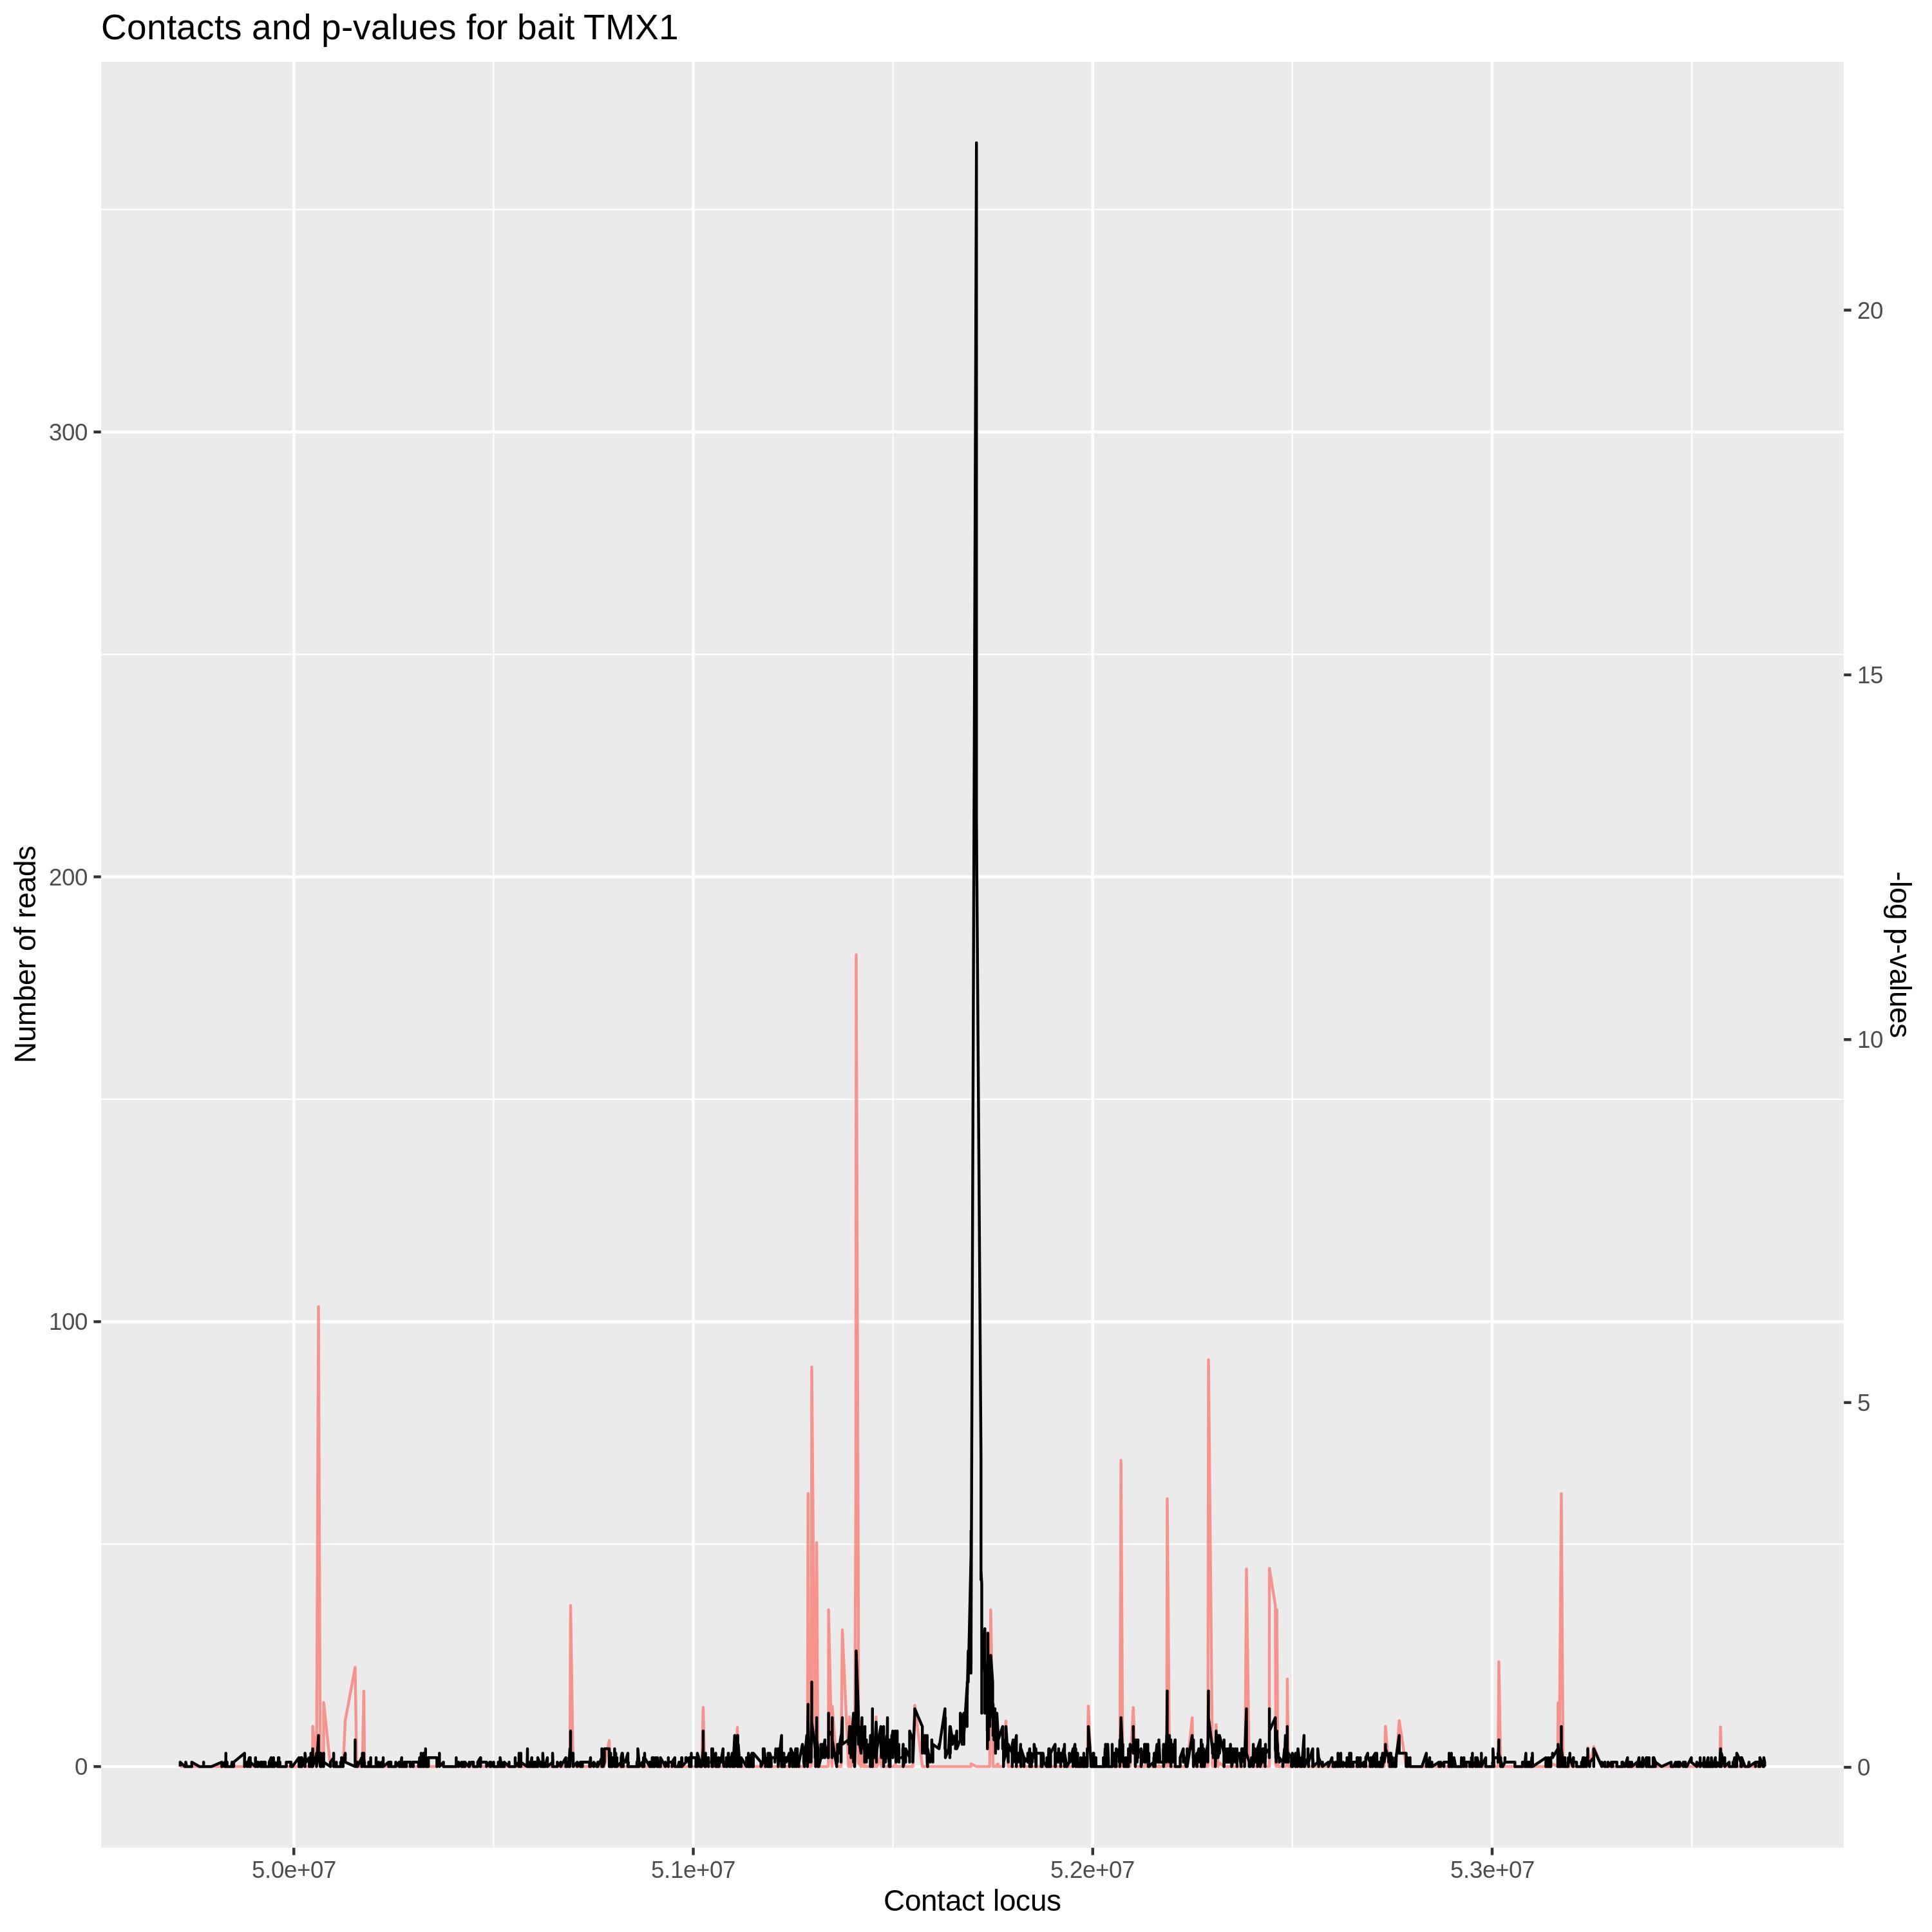 Contacts and p-values for bait TMX1
Number of reads
300
200
100
0
20
15
10
5
0
-log p-values
5.0e+07
5.1e+07
5.2e+07
5.3e+07
Contact locus